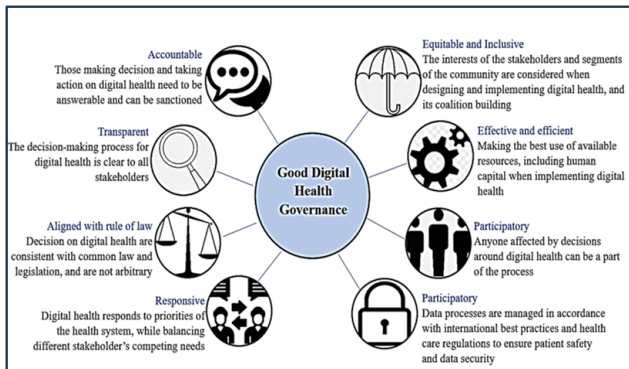 Accountable
Those making decision and taking
action on digital health need to be
answerable and can be sanctioned
Transparent
The decision-making process for
digital health is clear to all
stakeholders
Aligned with rule of law
Decision on digital health are
consistent with common law and
legislation, and are not arbitrary
Responsive
Digital health responds to priorities
of the health system, while balancing
different stakeholder's competing needs
Good Digital
Health
Governance
Equitable and Inclusive
The interests of the stakeholders and segments
of the community are considered when
designing and implementing digital health, and
its coalition building
Effective and efficient
Making the best use of available
resources, including human
capital when implementing digital
health
Participatory
Anyone affected by decisions
around digital health can be a
part of the process
Participatory
Data processes are managed in accordance
with international best practices and health
care regulations to ensure patient safety
and data security